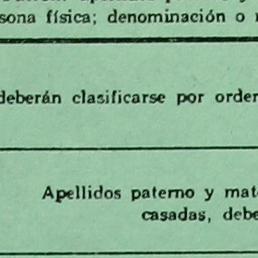 sona física; denominación o
deberán clasificarse por orden
Apellidos paterno y mat
casadas, debe